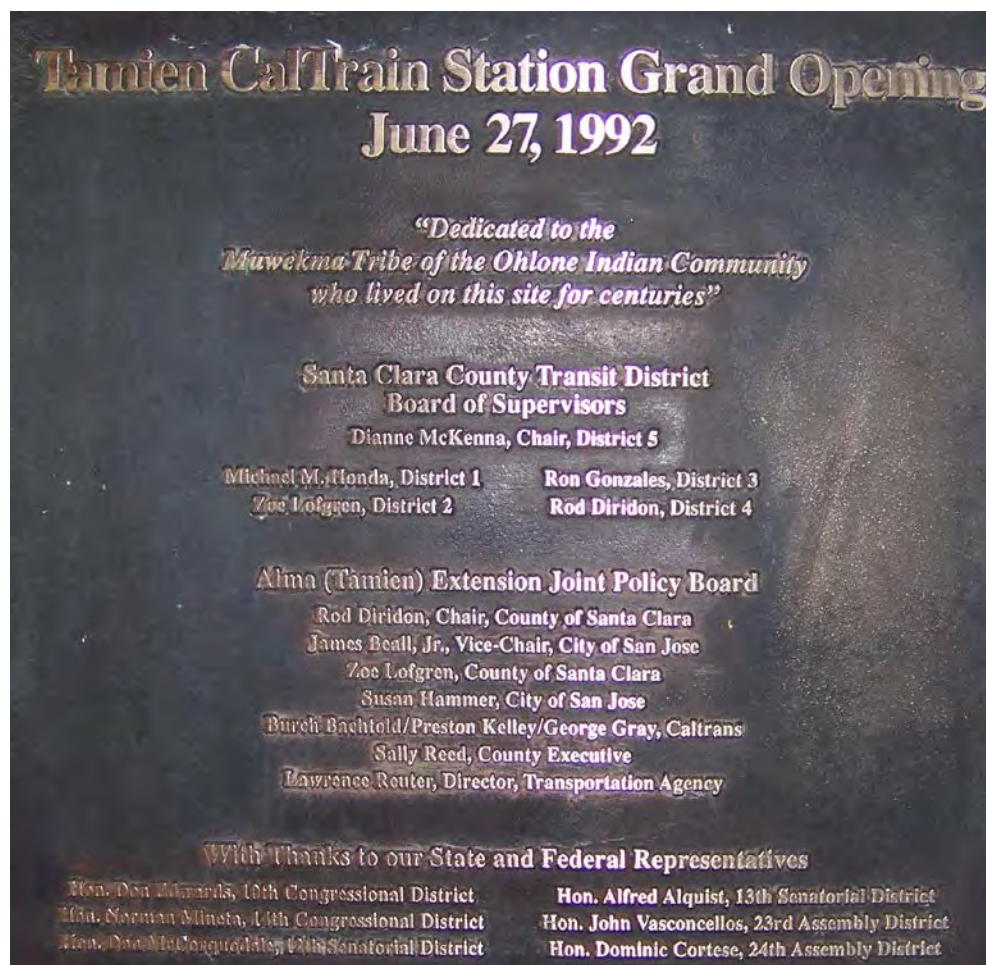 Tamien CalTrain Station Grand Opening
June 27, 1992
"Dedicated to the
Muwekma Tribe of the Ohlone Indian Community
who lived on this site for centuries"
Santa Clara County Transit District
Board of Supervisors
Dianne McKenna, Chair, District 5
Michael M. Honda, District 1
Ron Gonzales, District 3
Zoe Lofgren, District 2
Rod Diridon, District 4
Alma (Tamien) Extension Joint Policy Board
Rod Diridon, Chair, County of Santa Clara
James Beall, Jr., Vice-Chair, City of San Jose
Zoe Lofgren, County of Santa Clara
Susan Hammer, City of San Jose
Burch Bachtold/Preston Kelley/George Gray, Caltrans
Sally Reed, County Executive
Lawrence Reuter, Director, Transportation Agency
With Thanks to our State and Federal Representatives
Hon. Don Edwards, 10th Congressional District
Hon. Alfred Alquist, 13th Senatorial District
Hon. Norman Mineta, 13th Congressional District
Hon. John Vasconcellos, 23rd Assembly District
Hon. Dan McCorquodale, 12th Senatorial District
Hon. Dominic Cortese, 24th Assembly District